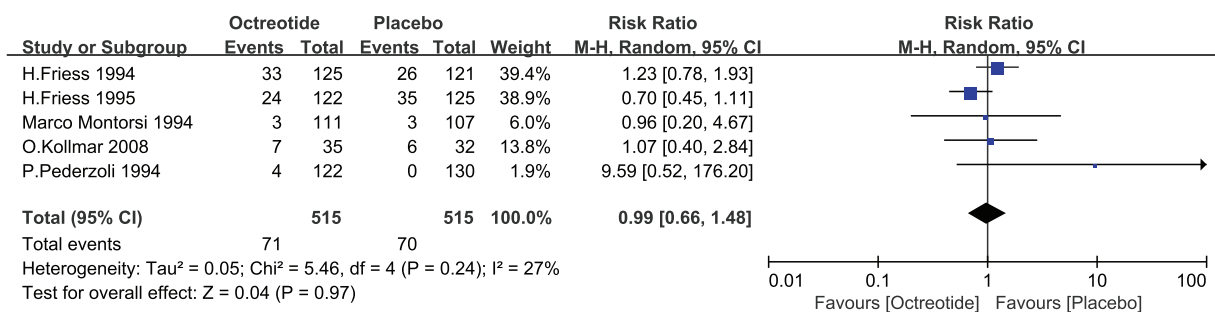 Octreotide Placebo Risk Ratio Risk Ratio
Study or Subgroup Events Total Events Total Weight M-H, Random, 95% CI M-H, Random, 95% CI
H.Friess 1994 33 125 26 121 39.4% 1.23 [0.78, 1.93]
H.Friess 1995 24 122 35 125 38.9% 0.70 [0.45, 1.11]
Marco Montorsi 1994 3 111 3 107 6.0% 0.96 [0.20, 4.67]
O.Kollmar 2008 7 35 6 32 13.8% 1.07 [0.40, 2.84]
P.Pederzoli 1994 4 122 0 130 1.9% 9.59 [0.52, 176.20]
Total (95% CI) 515 515 100.0% 0.99 [0.66, 1.48]
Total events 71 70
Heterogeneity: Tau² = 0.05; Chi² = 5.46, df = 4 (P = 0.24); I² = 27%
Test for overall effect: Z = 0.04 (P = 0.97)
0.01 0.1 1 10 100
Favours [Octreotide] Favours [Placebo]